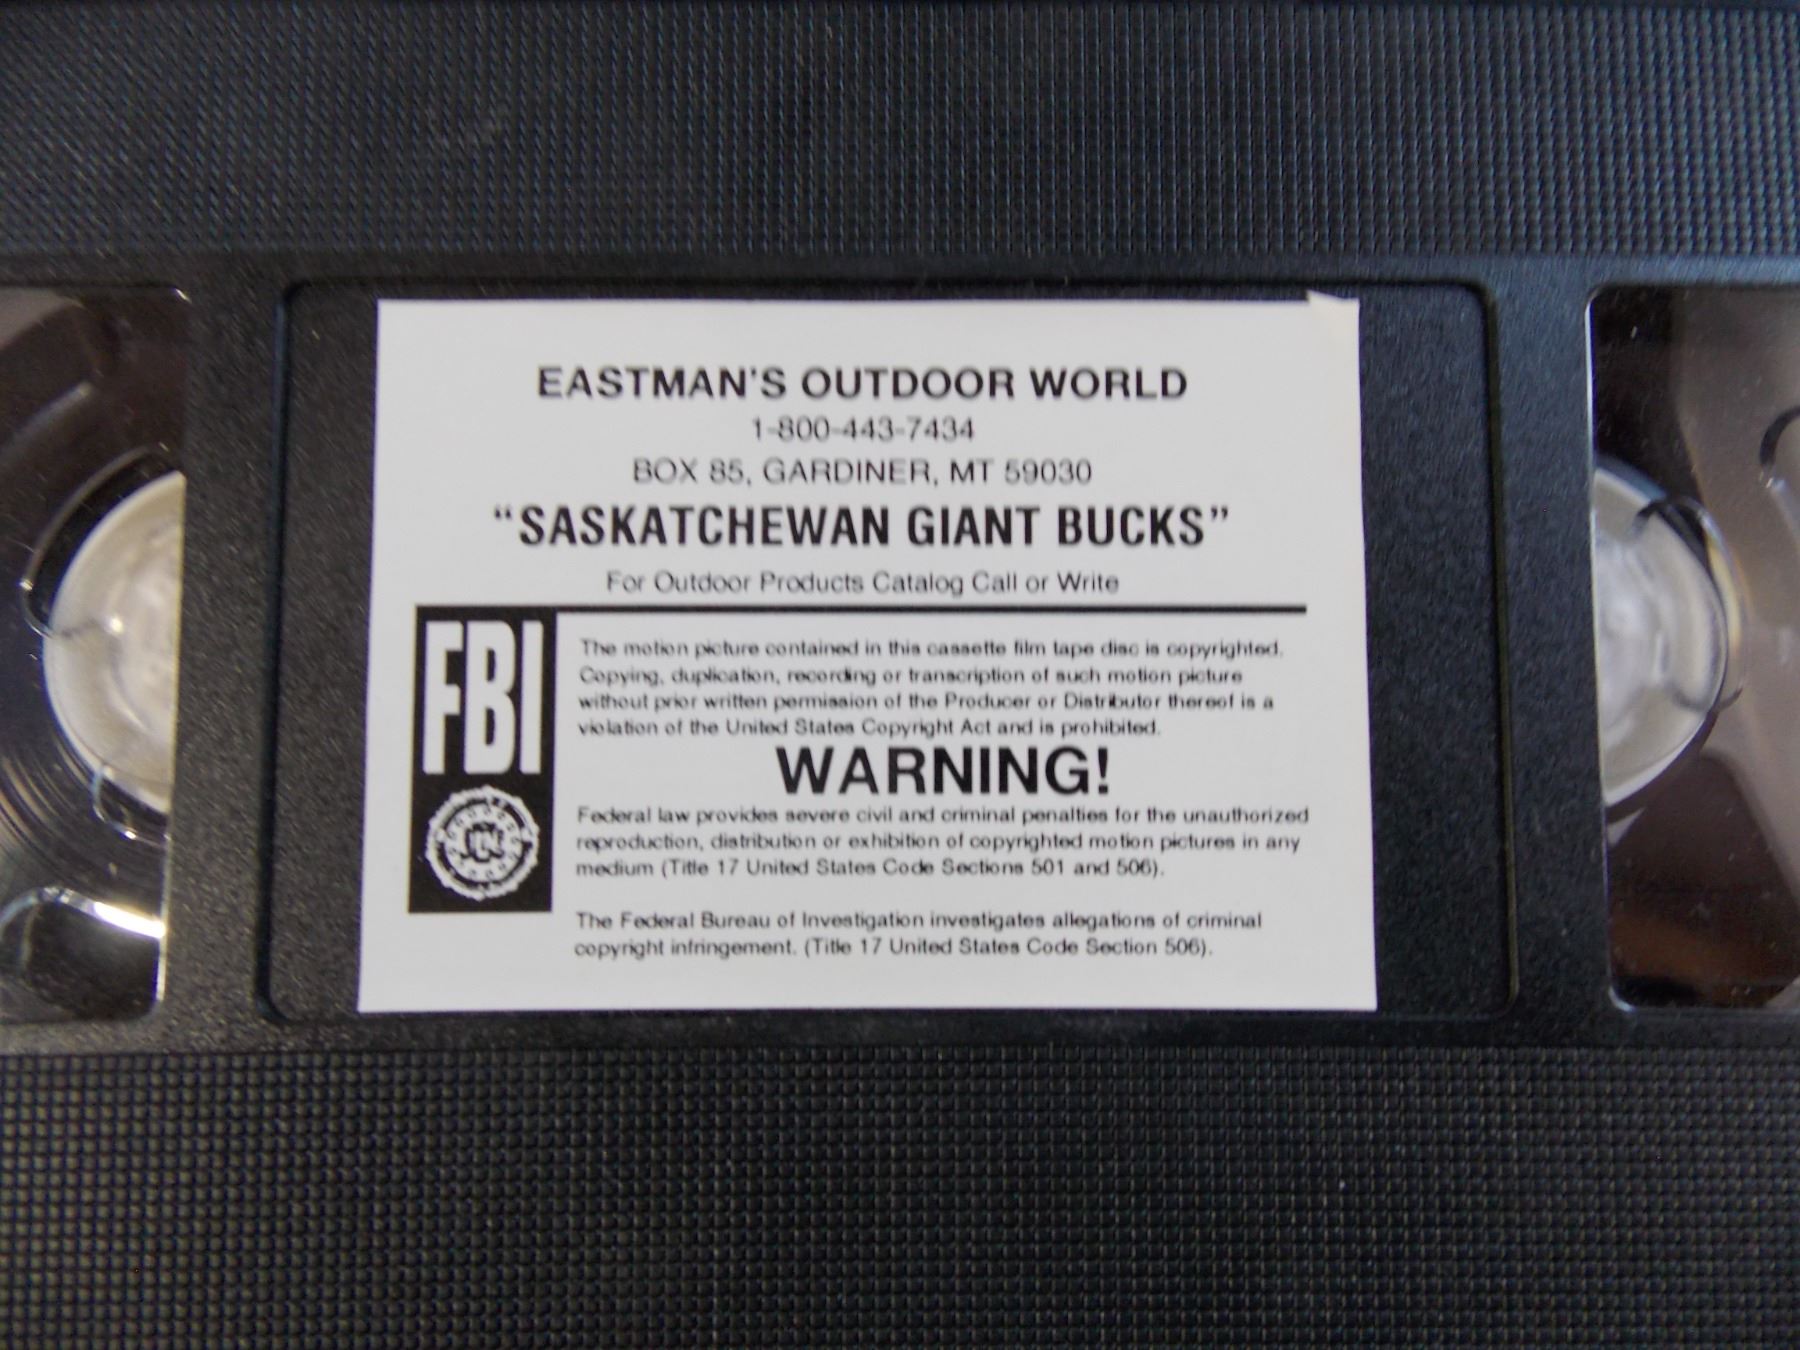 EASTMAN'S OUTDOOR WORLD
1-800-443-7434
BOX 85, GARDINER, MT 59030
"SASKATCHEWAN GIANT BUCKS"
For Outdoor Products Catalog Call or Write
FBI
The motion picture contained in this cassette film tape disc is copyrighted.
Copying, duplication, recording or transcription of such motion picture
without prior written permission of the Producer or Distributor thereof is a
violation of the United States Copyright Act and is prohibited.
WARNING!
Federal law provides severe civil and criminal penalties for the unauthorized
reproduction, distribution or exhibition of copyrighted motion pictures in any
medium (Title 17 United States Code Sections 501 and 506).
The Federal Bureau of Investigation investigates allegations of criminal
copyright infringement. (Title 17 United States Code Section 506).